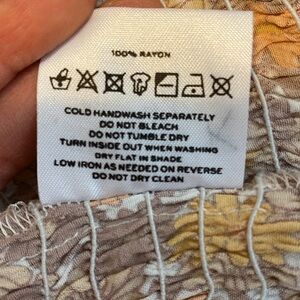 100% RAYON
COLD HANDWASH SEPARATELY
DO NOT BLEACH
DO NOT TUMBLE DRY
TURN INSIDE OUT WHEN WASHING
DRY FLAT IN SHADE
LOW IRON AS NEEDED ON REVERSE
DO NOT DRY CLEAN